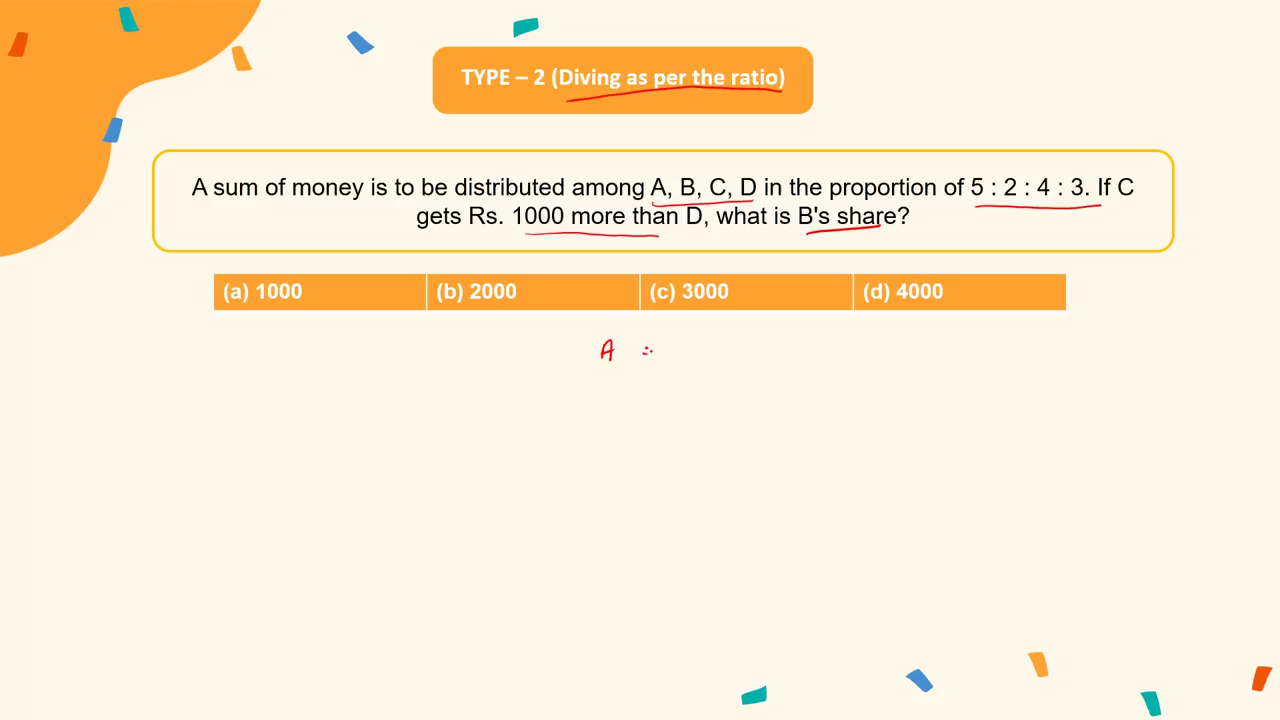 TYPE – 2 (Diving as per the ratio)
A sum of money is to be distributed among A, B, C, D in the proportion of 5 : 2 : 4 : 3. If C
gets Rs. 1000 more than D, what is B's share?
(a) 1000 (b) 2000 (c) 3000 (d) 4000
A :